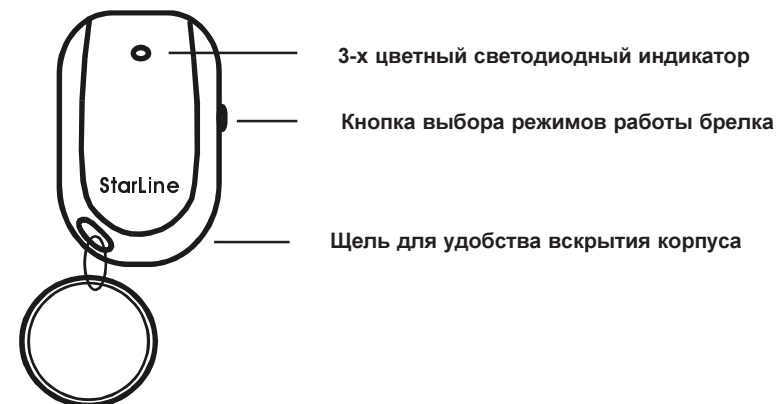 3-х цветный светодиодный индикатор
Кнопка выбора режимов работы брелка
StarLine
Щель для удобства вскрытия корпуса